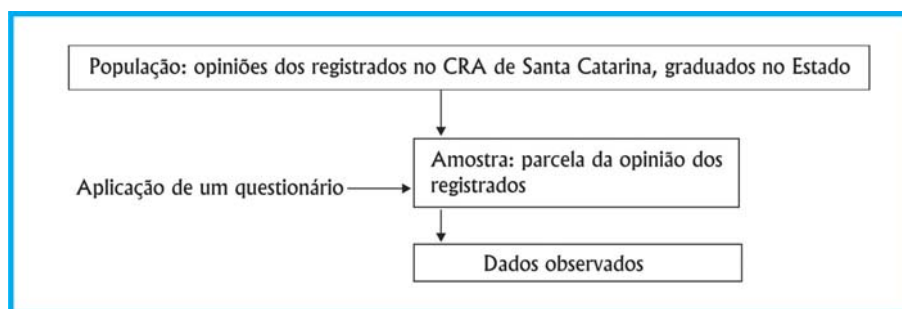 População: opiniões dos registrados no CRA de Santa Catarina, graduados no Estado
Amostra: parcela da opinião dos
registrados
Aplicação de um questionário
Dados observados